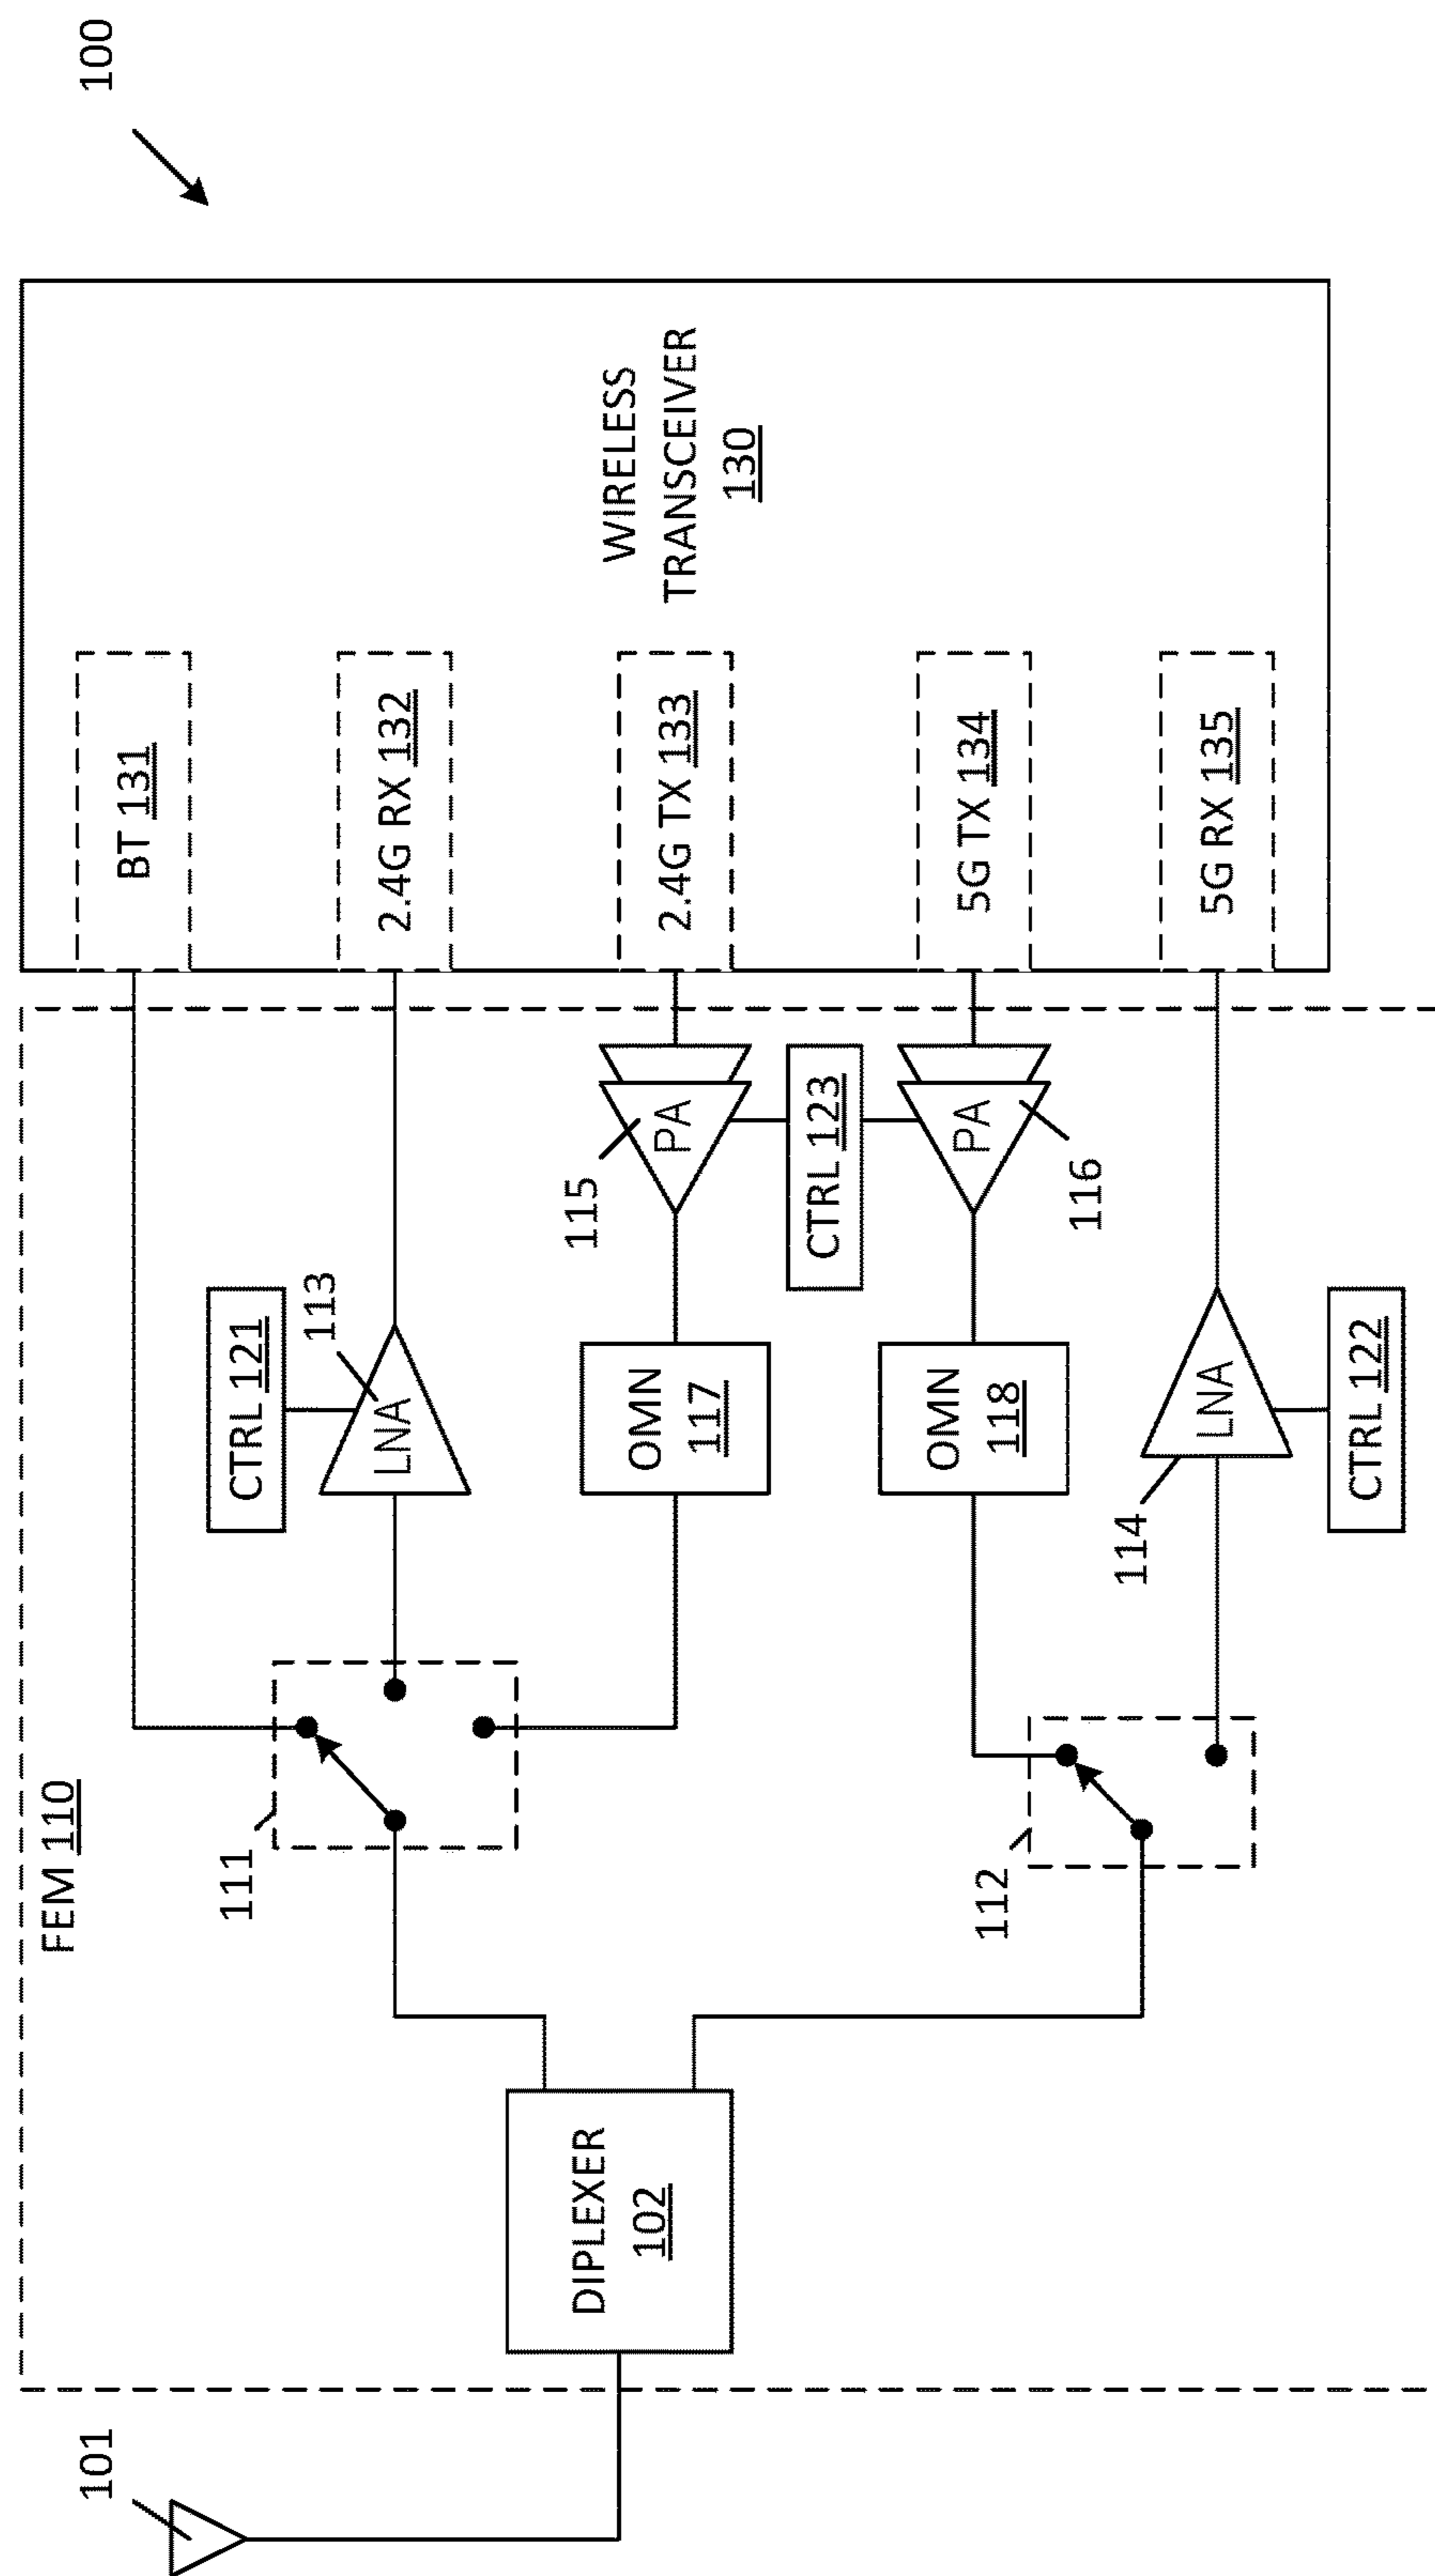 100
101
FEM 110
DIPLEXER
102
111
112
CTRL 121
113
LNA
115
PA
OMN
117
CTRL 123
OMN
118
PA
116
114
LNA
CTRL 122
BT 131
2.4G RX 132
2.4G TX 133
5G TX 134
5G RX 135
WIRELESS
TRANSCEIVER
130